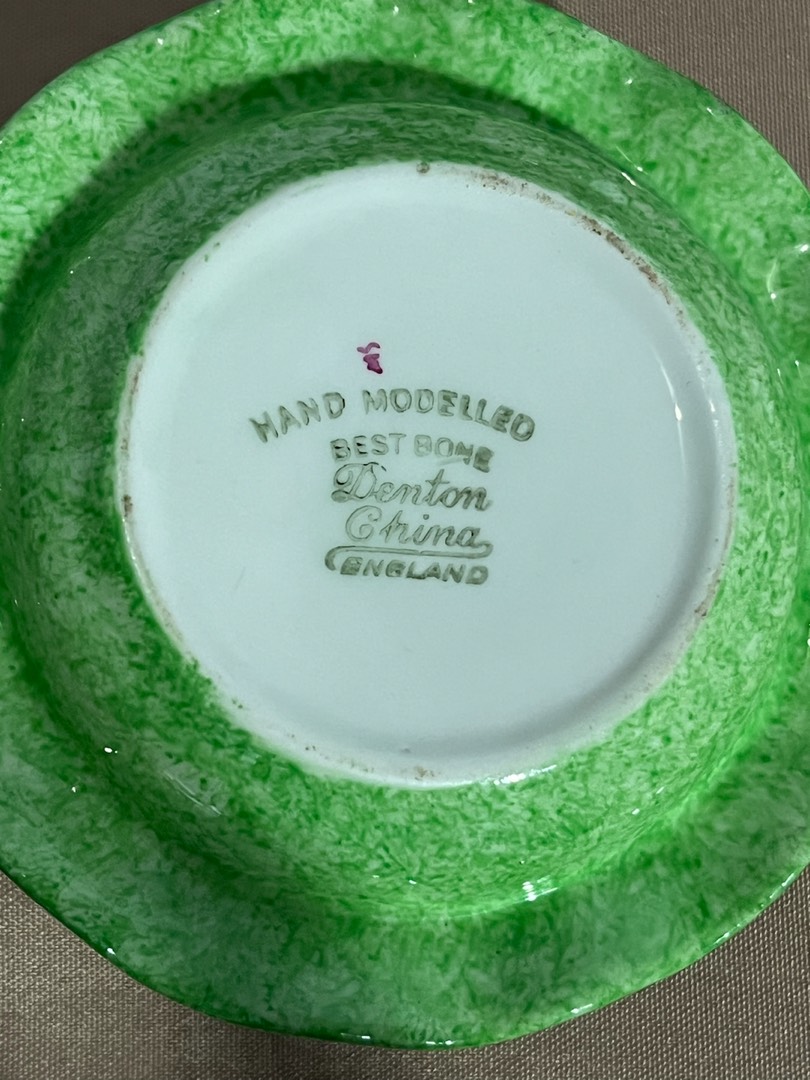 HAND MODELLED
BEST BONE
Denton
China
ENGLAND